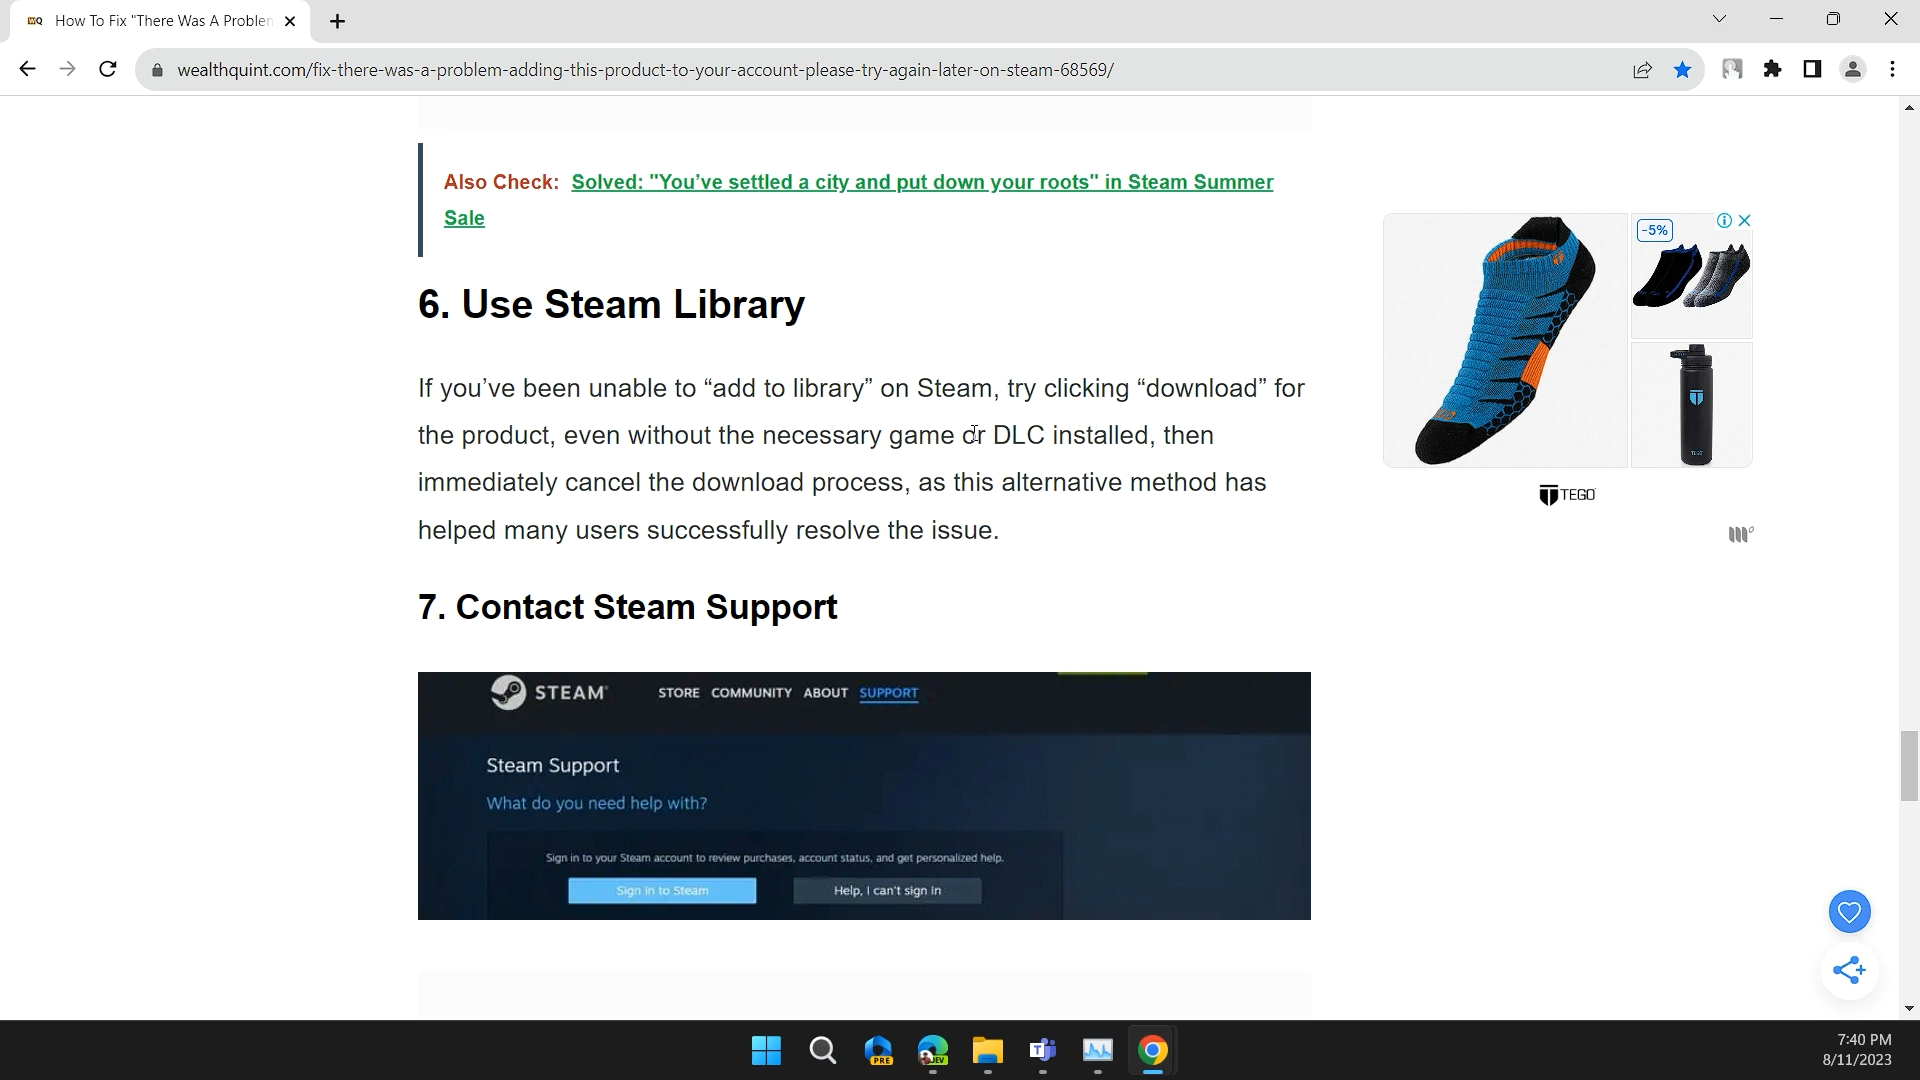 How To Fix "There Was A Problem
wealthquint.com/fix-there-was-a-problem-adding-this-product-to-your-account-please-try-again-later-on-steam-68569/
Also Check: Solved: "You’ve settled a city and put down your roots" in Steam Summer
Sale
-5%
6. Use Steam Library
If you’ve been unable to “add to library” on Steam, try clicking “download” for
the product, even without the necessary game or DLC installed, then
immediately cancel the download process, as this alternative method has
helped many users successfully resolve the issue.
TEGO
7. Contact Steam Support
STEAM
STORE COMMUNITY ABOUT SUPPORT
Steam Support
What do you need help with?
Sign in to your Steam account to review purchases, account status, and get personalized help.
Sign in to Steam
Help, I can't sign in
PRE
DEV
7:40 PM
8/11/2023